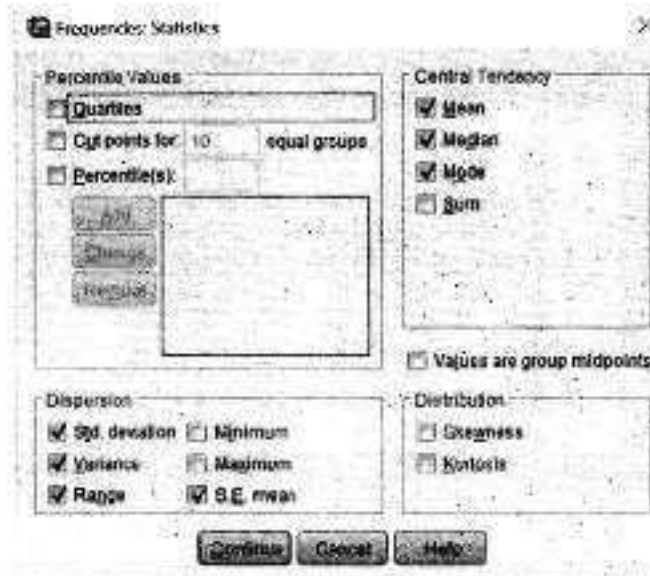 Frequencies: Statistics
Percentile Values
Quartiles
Cut points for: 10 equal groups
Percentile(s):
Add
Change
Remove
Central Tendency
Mean
Median
Mode
Sum
Values are group midpoints
Dispersion
Std. deviation Minimum
Variance Maximum
Range S.E. mean
Distribution
Skewness
Kurtosis
Continue Cancel Help